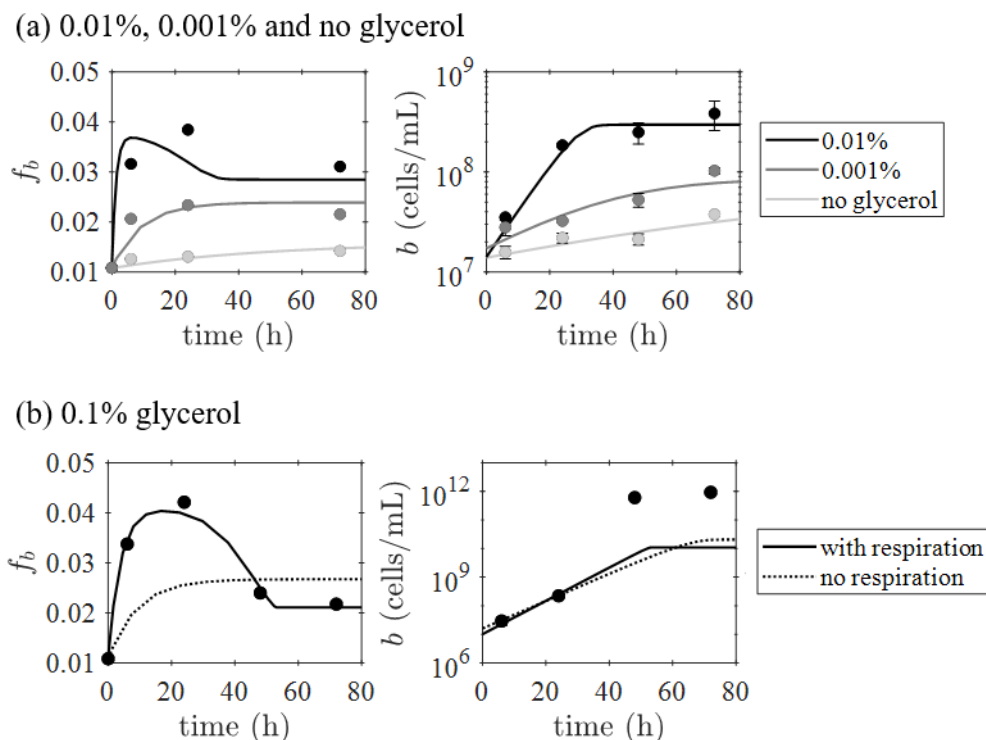 (a) 0.01%, 0.001% and no glycerol
0.05
0.04
0.03
0.02
0.01
f_b
0 20 40 60 80
time (h)
10^9
10^8
10^7
b (cells/mL)
0 20 40 60 80
time (h)
0.01%
0.001%
no glycerol
(b) 0.1% glycerol
0.05
0.04
0.03
0.02
0.01
f_b
0 20 40 60 80
time (h)
10^12
10^9
10^6
b (cells/mL)
0 20 40 60 80
time (h)
with respiration
no respiration